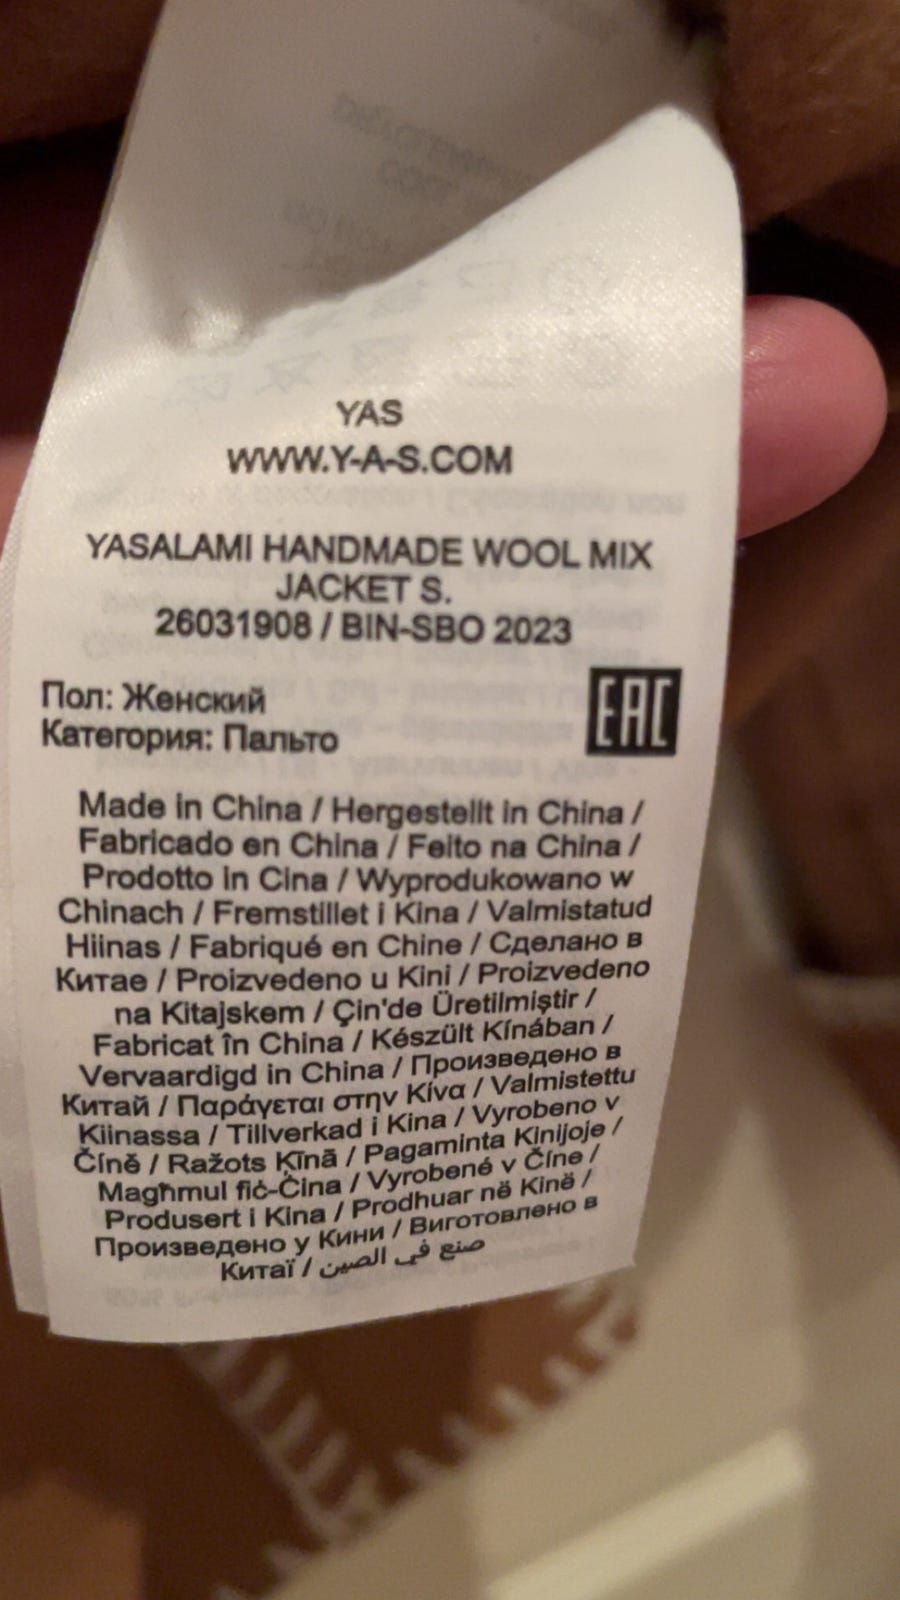 YAS
WWW.Y-A-S.COM
YASALAMI HANDMADE WOOL MIX
JACKET S.
26031908 / BIN-SBO 2023
Пол: Женский
Категория: Пальто
EAC
Made in China / Hergestellt in China /
Fabricado en China / Feito na China /
Prodotto in Cina / Wyprodukowano w
Chinach / Fremstillet i Kina / Valmistatud
Hiinas / Fabriqué en Chine / Сделано в
Китае / Proizvedeno u Kini / Proizvedeno
na Kitajskem / Çin'de Üretilmiştir /
Fabricat în China / Készült Kínában /
Vervaardigd in China / Произведено в
Китай / Παράγεται στην Κίνα / Valmistettu
Kiinassa / Tillverkad i Kina / Vyrobeno v
Číně / Ražots Ķīnā / Pagaminta Kinijoje /
Magħmul fiċ-Ċina / Vyrobené v Číne /
Produsert i Kina / Prodhuar në Kinë /
Произведено у Кини / Виготовлено в
Китаї / صنع في الصين